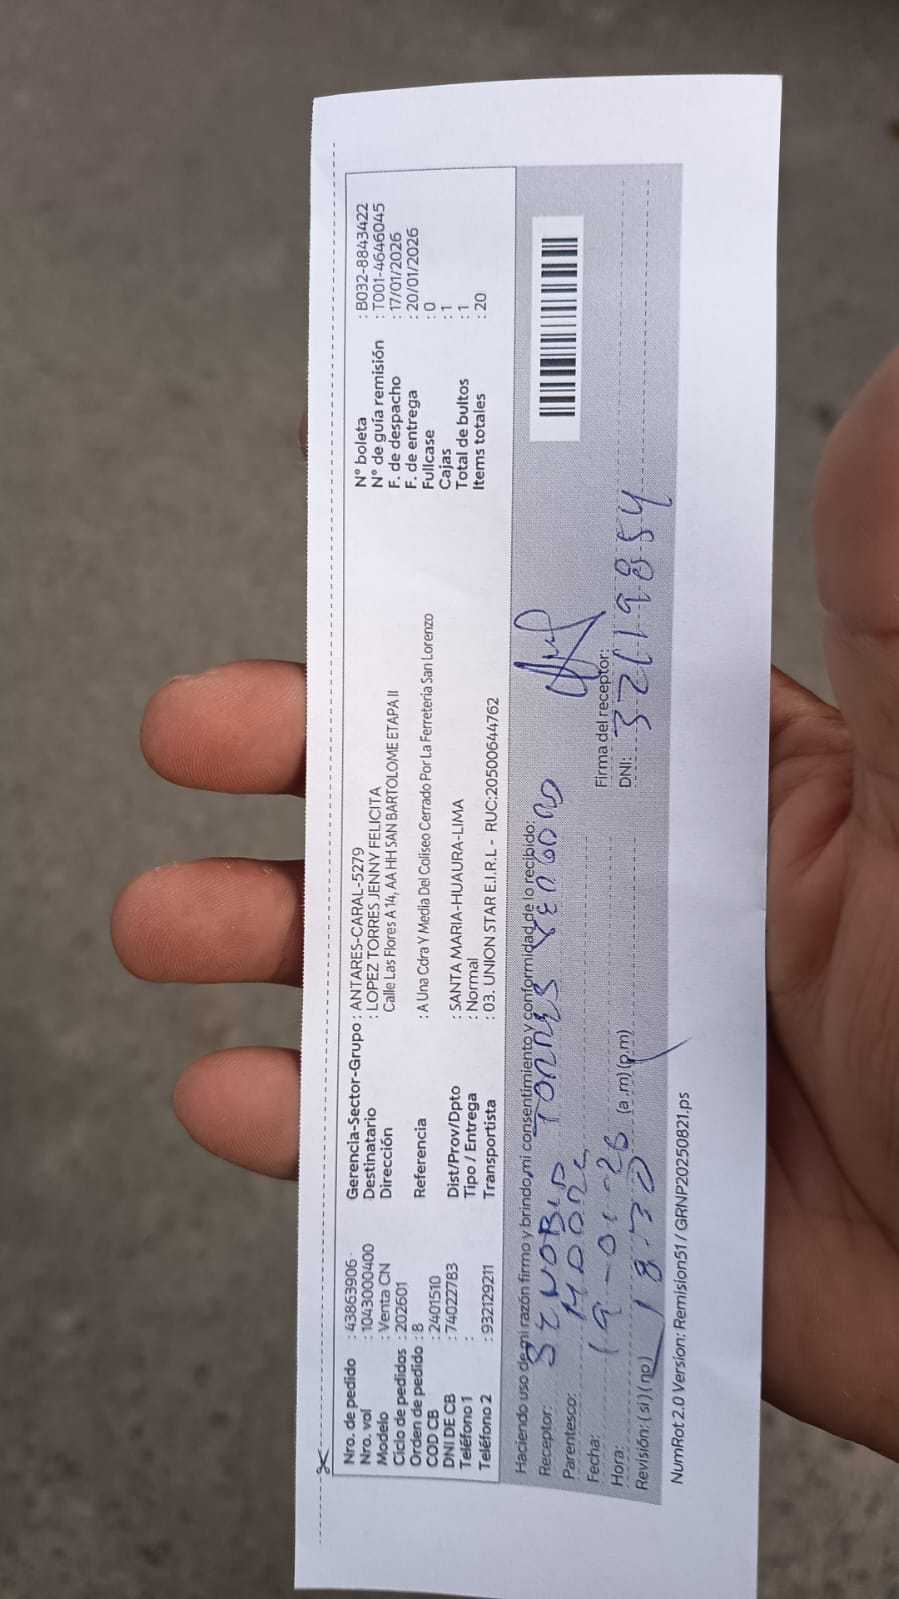 Nro. de pedido : 43863906
Nro. vol : 1043000400
Modelo : Venta CN
Ciclo de pedidos : 202601
Orden de pedido : 8
COD CB : 2401510
DNI DE CB : 74022783
Teléfono 1 :
Teléfono 2 : 932129211
Gerencia-Sector-Grupo : ANTARES-CARAL-5279
Destinatario : LOPEZ TORRES JENNY FELICITA
Dirección : Calle Las Flores A 14, AA HH SAN BARTOLOME ETAPA II
Referencia : A Una Cdra Y Media Del Coliseo Cerrado Por La Ferreteria San Lorenzo
Dist/Prov/Dpto : SANTA MARIA-HUAURA-LIMA
Tipo / Entrega : Normal
Transportista : 03. UNION STAR E.I.R.L - RUC:20500644762
N° boleta : B032-8843422
N° de guía remisión : T001-4646045
F. de despacho : 17/01/2026
F. de entrega : 20/01/2026
Fullcase : 0
Cajas : 1
Total de bultos : 1
Items totales : 20
Haciendo uso de mi razón firmo y brindo mi consentimiento y conformidad de lo recibido:
Receptor: TORRES
Parentesco:
Fecha: 19-01-26
Hora: 18:30 (a.m) (p.m)
Revisión: (si) (no)
Firma del receptor:
DNI:
NumRot 2.0 Version: Remision51 / GRNP20250821.ps